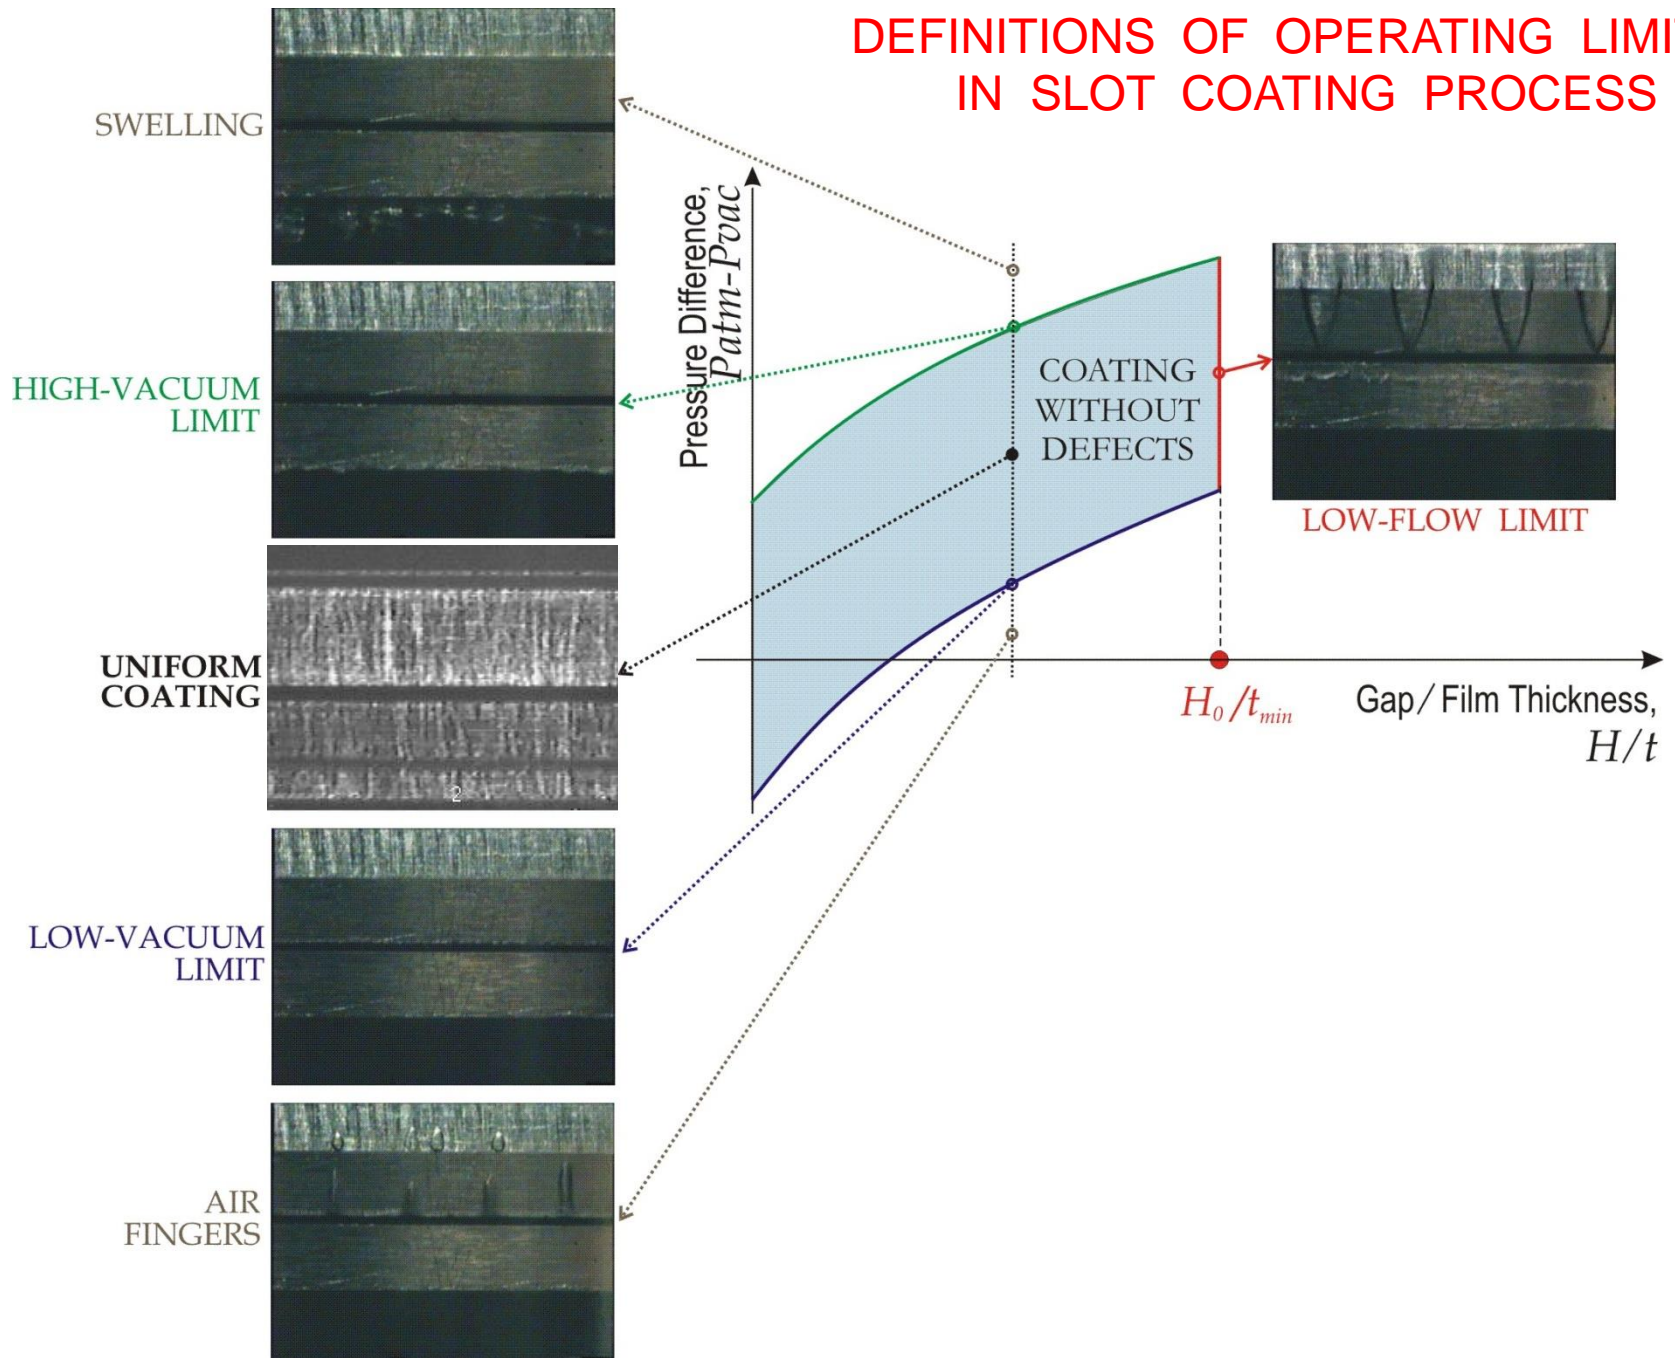 DEFINITIONS OF OPERATING LIMI
IN SLOT COATING PROCESS
SWELLING
HIGH-VACUUM
LIMIT
UNIFORM
COATING
2
LOW-VACUUM
LIMIT
AIR
FINGERS
Pressure Difference,
Patm-Pvac
COATING
WITHOUT
DEFECTS
LOW-FLOW LIMIT
H₀/tmin
Gap/Film Thickness,
H/t